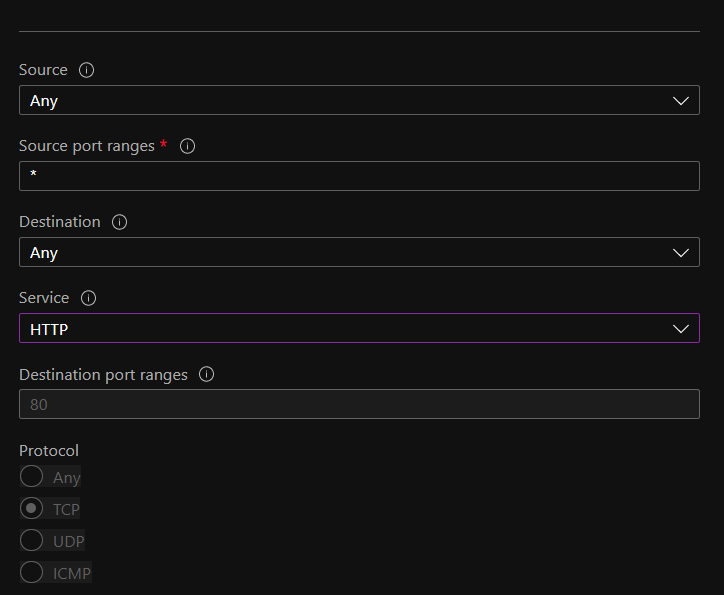 Source
Any
Source port ranges *
*
Destination
Any
Service
HTTP
Destination port ranges
80
Protocol
Any
TCP
UDP
ICMP